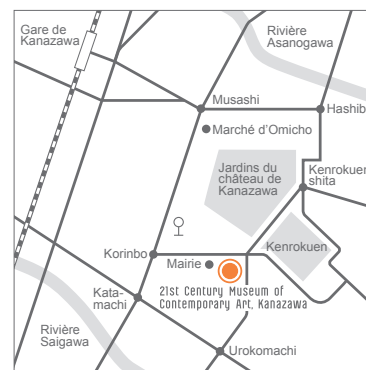 Gare de
Kanazawa
Rivière
Asanogawa
Musashi
Hashib
Marché d'Omicho
Jardins du
château de
Kanazawa
Kenrokuen
shita
Korinbo
Mairie
Kenrokuen
21st Century Museum of
Contemporary Art, Kanazawa
Kata-
machi
Rivière
Saigawa
Urokomachi